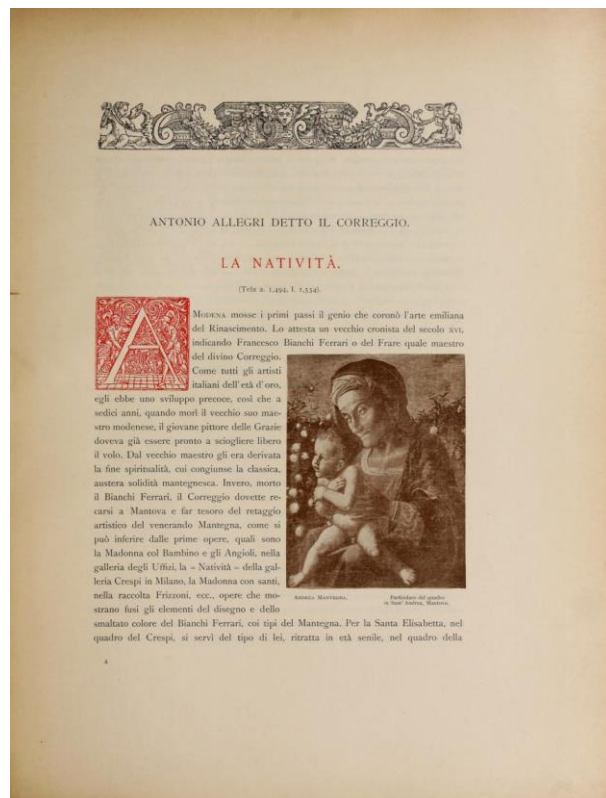 ANTONIO ALLEGRI DETTO IL CORREGGIO.
LA NATIVITÀ.
(Tela a. 1,494, l. 1,554).
A MODENA mosse i primi passi il genio che coronò l'arte emiliana
del Rinascimento. Lo attesta un vecchio cronista del secolo XVI,
indicando Francesco Bianchi Ferrari o del Frare quale maestro
del divino Correggio.
Come tutti gli artisti
italiani dell'età d'oro,
egli ebbe uno sviluppo precoce, così che a
sedici anni, quando morì il vecchio suo mae-
stro modenese, il giovane pittore delle Grazie
doveva già essere pronto a sciogliere libero
il volo. Dal vecchio maestro gli era derivata
la fine spiritualità, cui congiunse la classica,
austera solidità mantegnesca. Invero, morto
il Bianchi Ferrari, il Correggio dovette re-
carsi a Mantova e far tesoro del retaggio
artistico del venerando Mantegna, come si
può inferire dalle prime opere, quali sono
la Madonna col Bambino e gli Angioli, nella
galleria degli Uffizi, la « Natività » della gal-
leria Crespi in Milano, la Madonna con santi,
nella raccolta Frizzoni, ecc., opere che mo-
strano fusi gli elementi del disegno e dello
ANDREA MANTEGNA.
Particolare del quadro
in Sant' Andrea, Mantova.
smaltato colore del Bianchi Ferrari, coi tipi del Mantegna. Per la Santa Elisabetta, nel
quadro del Crespi, si servì del tipo di lei, ritratta in età senile, nel quadro della
4